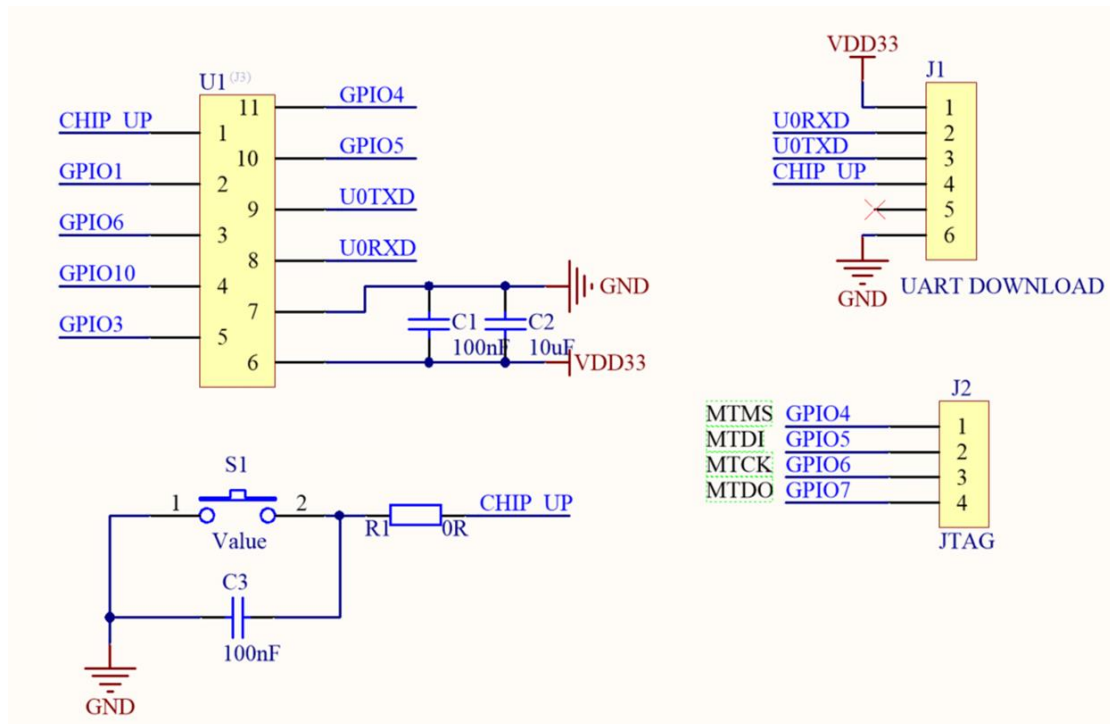 U1 (J3)
11 GPIO4
CHIP_UP 1
10 GPIO5
GPIO1 2
9 U0TXD
GPIO6 3
8 U0RXD
GPIO10 4
7 GND
GPIO3 5
C1 C2
100nF 10uF
6 VDD33
VDD33
J1
1
U0RXD 2
U0TXD 3
CHIP_UP 4
5
6
GND UART DOWNLOAD
J2
MTMS GPIO4 1
MTDI GPIO5 2
MTCK GPIO6 3
MTDO GPIO7 4
JTAG
S1
1 2 CHIP_UP
R1 0R
Value
C3
100nF
GND